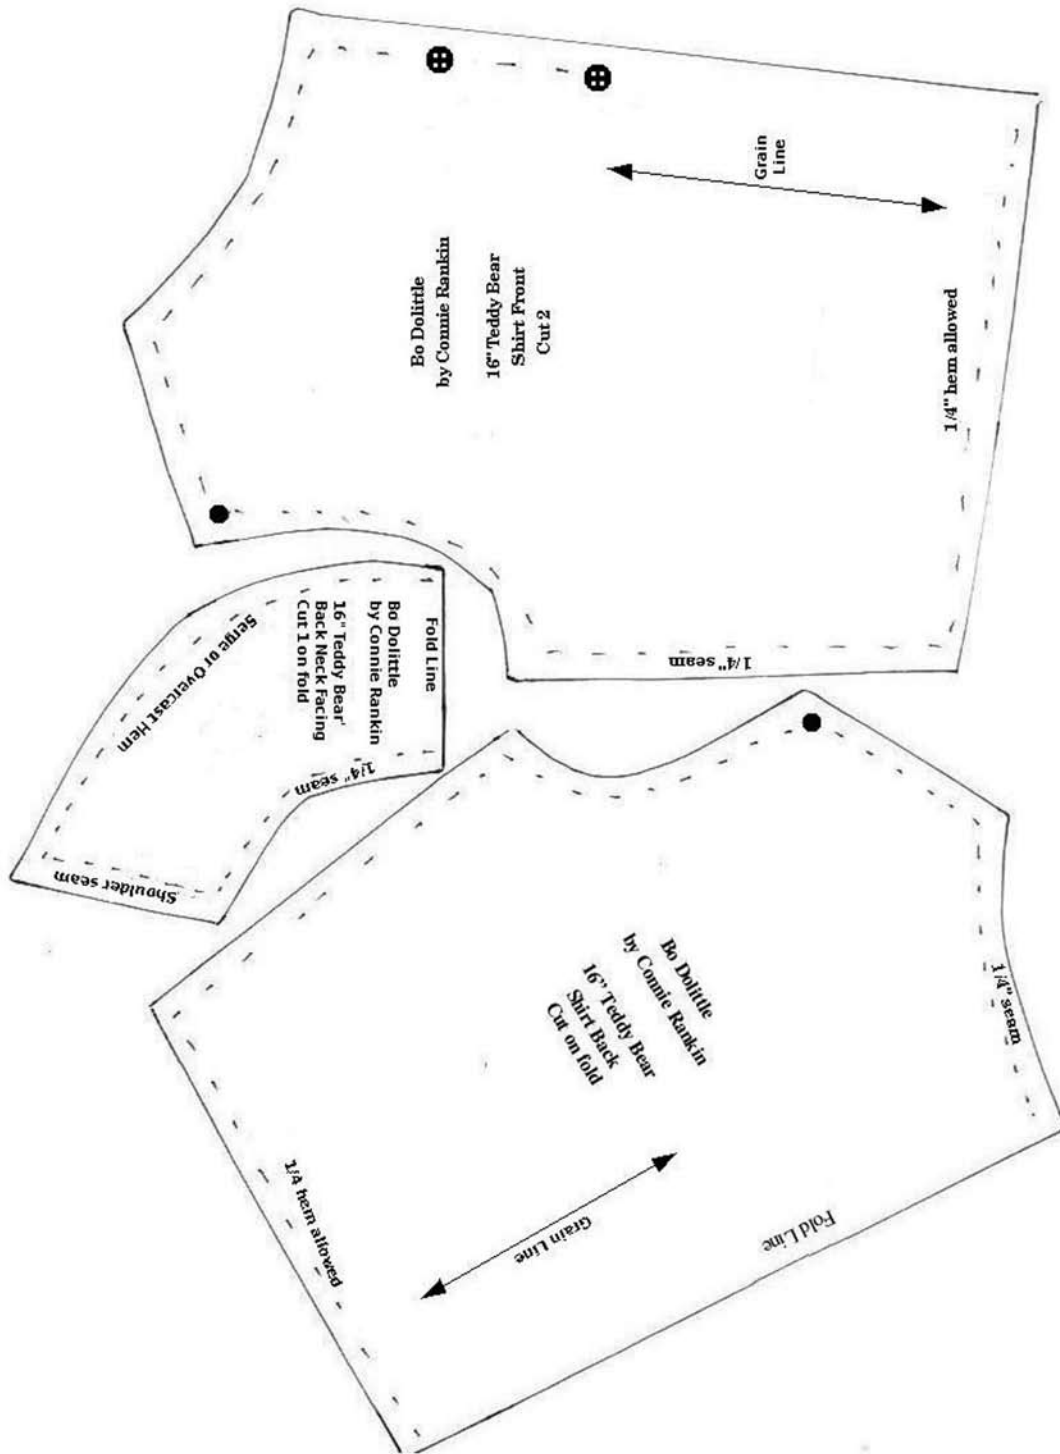 Grain
Line
Bo Dolittle
by Connie Rankin
16" Teddy Bear
Shirt Front
Cut 2
1/4" hem allowed
1/4" seam
Fold Line
Bo Dolittle
by Connie Rankin
16" Teddy Bear'
Back Neck Facing
Cut 1 on fold
Serge or Overcast Hem
1/4" seam
Shoulder seam
Bo Dolittle
by Connie Rankin
16" Teddy Bear
Shirt Back
Cut on fold
1/4" seam
1/4 hem allowed
Grain Line
Fold Line